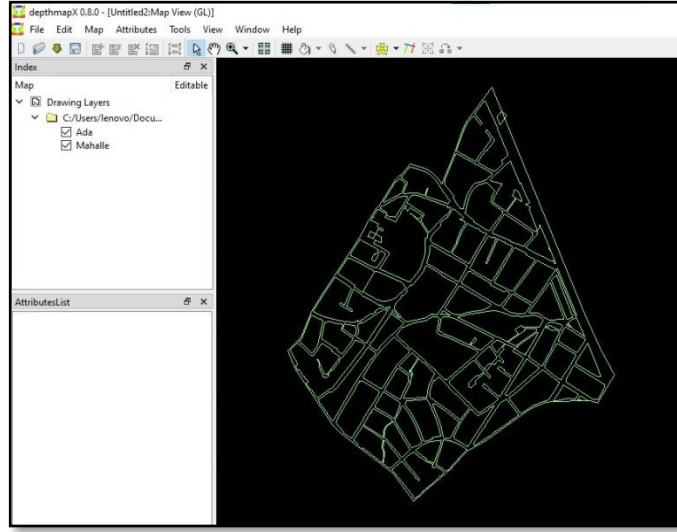 depthmapX 0.8.0 - [Untitled2:Map View (GL)]
File Edit Map Attributes Tools View Window Help
Index
Map Editable
Drawing Layers
C:/Users/lenovo/Docu...
Ada
Mahalle
AttributesList